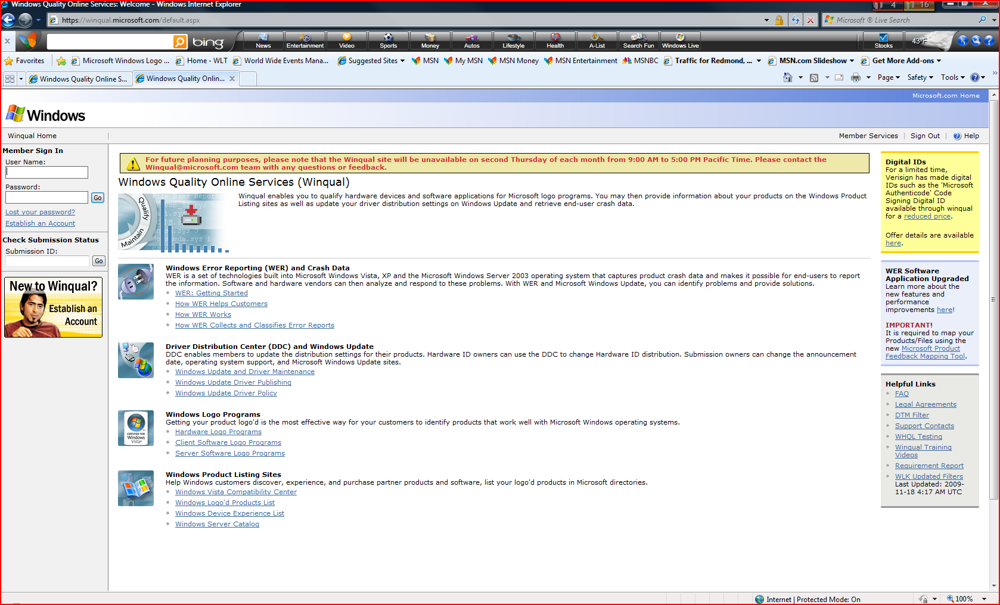 Windows Quality Online Services: Welcome - Windows Internet Explorer
4 16
https://winqual.microsoft.com/default.aspx
Microsoft ® Live Search
bing
News Entertainment Video Sports Money Autos Lifestyle Health A-List Search Fun Windows Live Stocks 43°F
Favorites Microsoft Windows Logo ... Home - WLT World Wide Events Mana... Suggested Sites MSN My MSN MSN Money MSN Entertainment MSNBC Traffic for Redmond, ... MSN.com Slideshow Get More Add-ons
Windows Quality Online S... Windows Quality Onlin... Page Safety Tools
Microsoft.com Home
Windows
Winqual Home
Member Services | Sign Out | Help
Member Sign In
User Name:
Password:
Go
Lost your password?
Establish an Account
Check Submission Status
Submission ID:
Go
New to Winqual?
Establish an
Account
For future planning purposes, please note that the Winqual site will be unavailable on second Thursday of each month from 9:00 AM to 5:00 PM Pacific Time. Please contact the
Winqual@microsoft.com team with any questions or feedback.
Windows Quality Online Services (Winqual)
Qualify
Maintain
Winqual enables you to qualify hardware devices and software applications for Microsoft logo programs. You may then provide information about your products on the Windows Product
Listing sites as well as update your driver distribution settings on Windows Update and retrieve end-user crash data.
Windows Error Reporting (WER) and Crash Data
WER is a set of technologies built into Microsoft Windows Vista, XP and the Microsoft Windows Server 2003 operating system that captures product crash data and makes it possible for end-users to report
the information. Software and hardware vendors can then analyze and respond to these problems. With WER and Microsoft Windows Update, you can identify problems and provide solutions.
WER: Getting Started
How WER Helps Customers
How WER Works
How WER Collects and Classifies Error Reports
Driver Distribution Center (DDC) and Windows Update
DDC enables members to update the distribution settings for their products. Hardware ID owners can use the DDC to change Hardware ID distribution. Submission owners can change the announcement
date, operating system support, and Microsoft Windows Update sites.
Windows Update and Driver Maintenance
Windows Update Driver Publishing
Windows Update Driver Policy
CERTIFIED FOR
Windows
Vista
Windows Logo Programs
Getting your product logo'd is the most effective way for your customers to identify products that work well with Microsoft Windows operating systems.
Hardware Logo Programs
Client Software Logo Programs
Server Software Logo Programs
Windows Product Listing Sites
Help Windows customers discover, experience, and purchase partner products and software, list your logo'd products in Microsoft directories.
Windows Vista Compatibility Center
Windows Logo'd Products List
Windows Device Experience List
Windows Server Catalog
Digital IDs
For a limited time,
Verisign has made digital
IDs such as the 'Microsoft
Authenticode' Code
Signing Digital ID
available through winqual
for a reduced price.
Offer details are available
here.
WER Software
Application Upgraded
Learn more about the
new features and
performance
improvements here!
IMPORTANT!
It is required to map your
Products/Files using the
new Microsoft Product
Feedback Mapping Tool.
Helpful Links
FAQ
Legal Agreements
DTM Filter
Support Contacts
WHQL Testing
Winqual Training
Videos
Requirement Report
WLK Updated Filters
Last Updated: 2009-
11-18 4:17 AM UTC
Internet | Protected Mode: On
100%